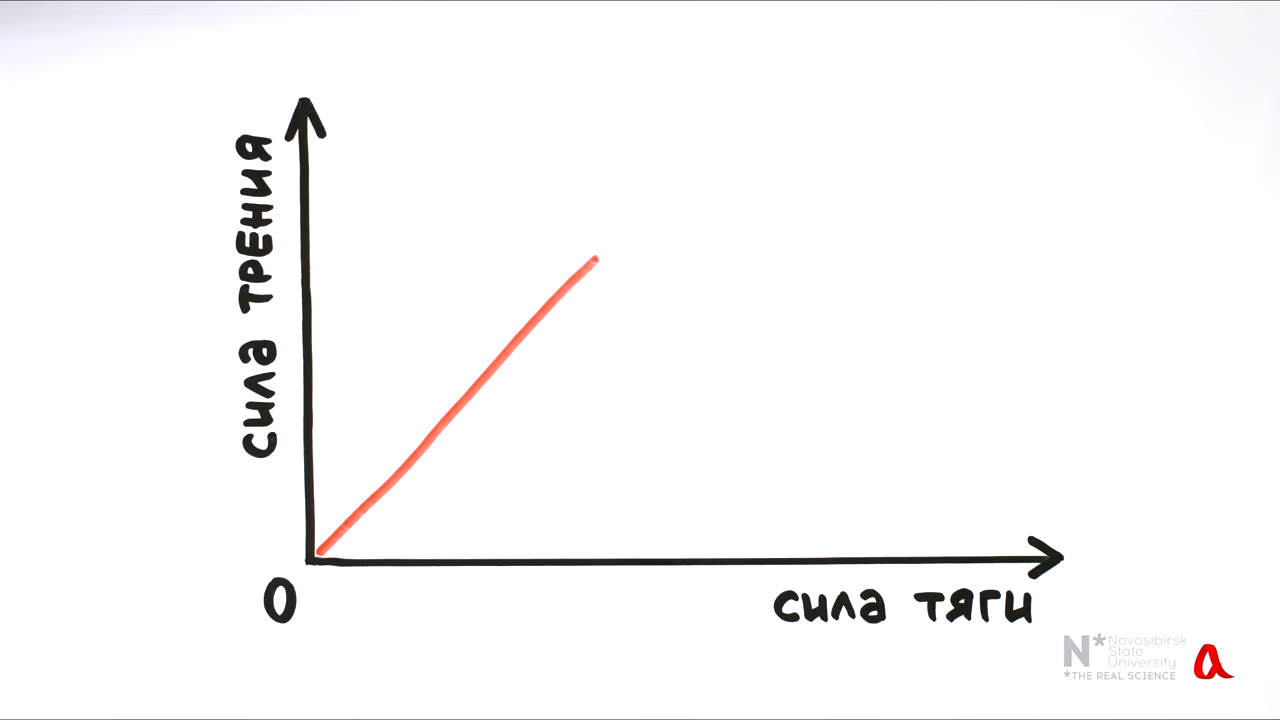 сила трения
0
сила тяги
N* Novosibirsk
State
University
*THE REAL SCIENCE
a